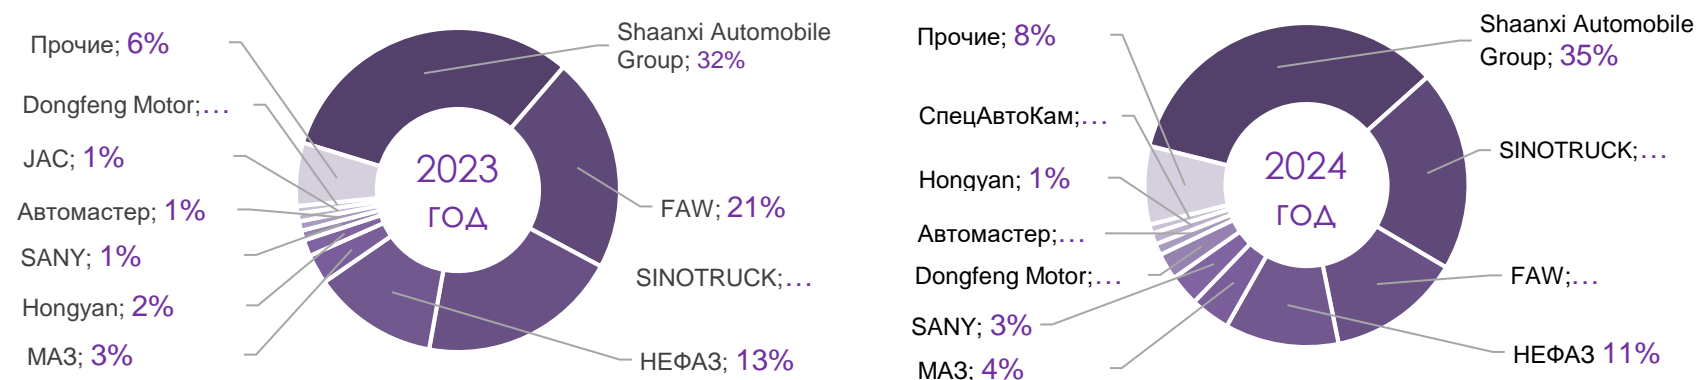 Прочие; 6%
Dongfeng Motor;…
JAC; 1%
Автомастер; 1%
SANY; 1%
Hongyan; 2%
МАЗ; 3%
2023
год
Shaanxi Automobile
Group; 32%
FAW; 21%
SINOTRUCK;…
НЕФАЗ; 13%
Прочие; 8%
СпецАвтоКам;…
Hongyan; 1%
Автомастер;…
Dongfeng Motor;…
SANY; 3%
МАЗ; 4%
2024
год
Shaanxi Automobile
Group; 35%
SINOTRUCK;…
FAW;…
НЕФАЗ 11%